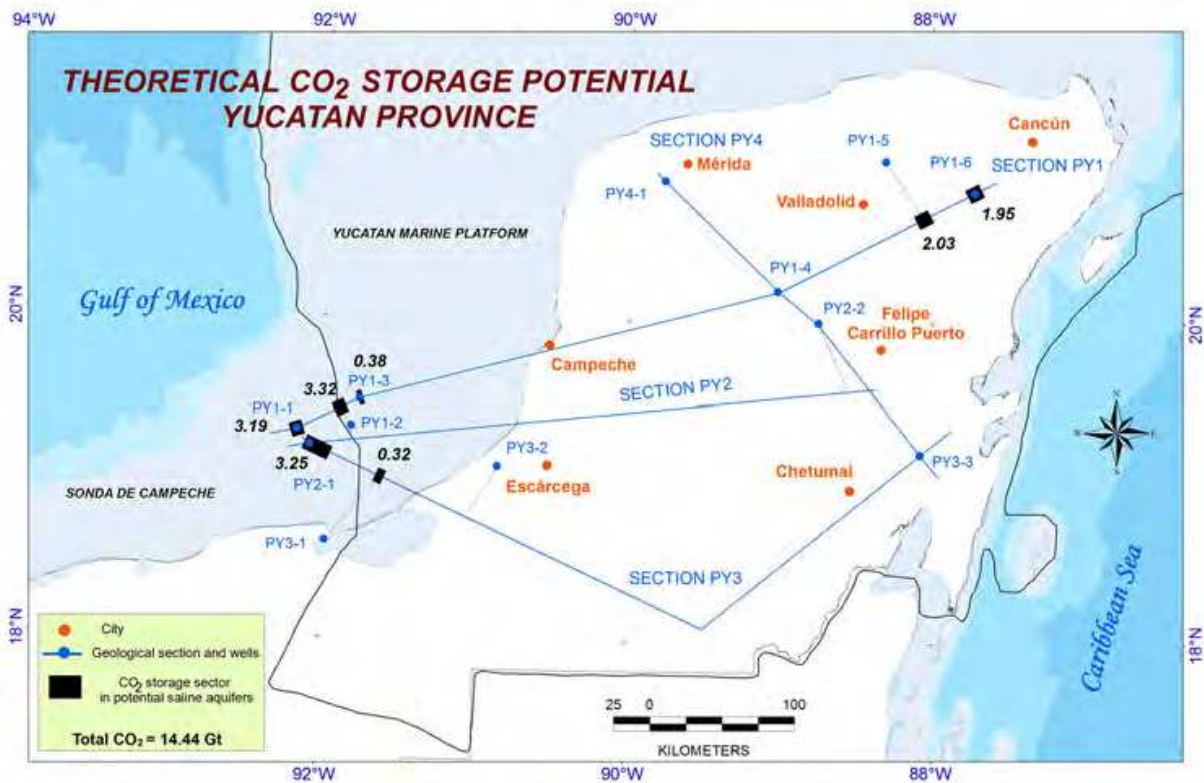 94°W 92°W 90°W 88°W
THEORETICAL CO2 STORAGE POTENTIAL
YUCATAN PROVINCE
SECTION PY4
Mérida
PY4-1
PY1-5
PY1-6
Cancún
SECTION PY1
Valladolid
1.95
2.03
YUCATAN MARINE PLATFORM
Gulf of Mexico
20°N
20°N
PY1-4
PY2-2
Felipe
Carrillo Puerto
Campeche
0.38
3.32
PY1-3
PY1-1
3.19
PY1-2
SECTION PY2
0.32
3.25
PY2-1
PY3-2
Escárcega
Chetumal
PY3-3
N
SONDA DE CAMPECHE
PY3-1
SECTION PY3
Caribbean Sea
18°N
18°N
City
Geological section and wells
CO2 storage sector
in potential saline aquifers
Total CO2 = 14.44 Gt
25 0 100
KILOMETERS
92°W 90°W 88°W